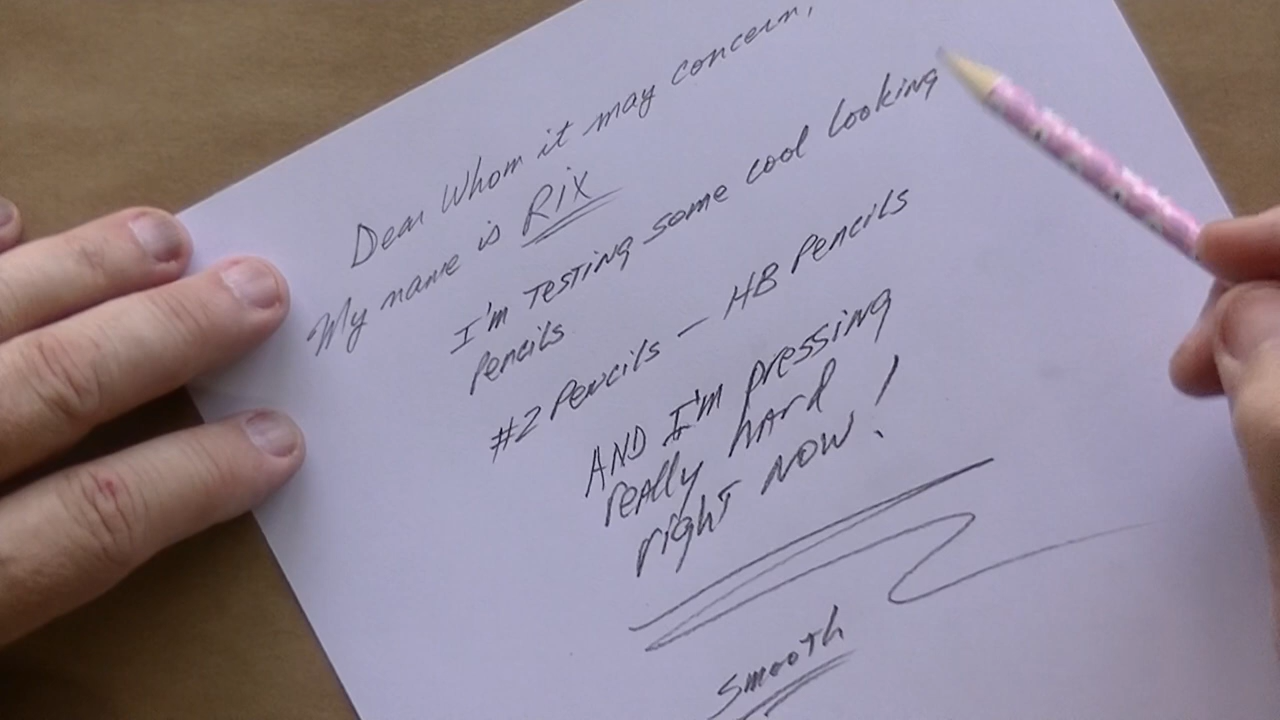 Dear Whom it may concern,
My name is RiX
I'm TESTING some cool looking
Pencils
#2 Pencils — HB Pencils
AND I'm pressing
really hard
right now!
smooth